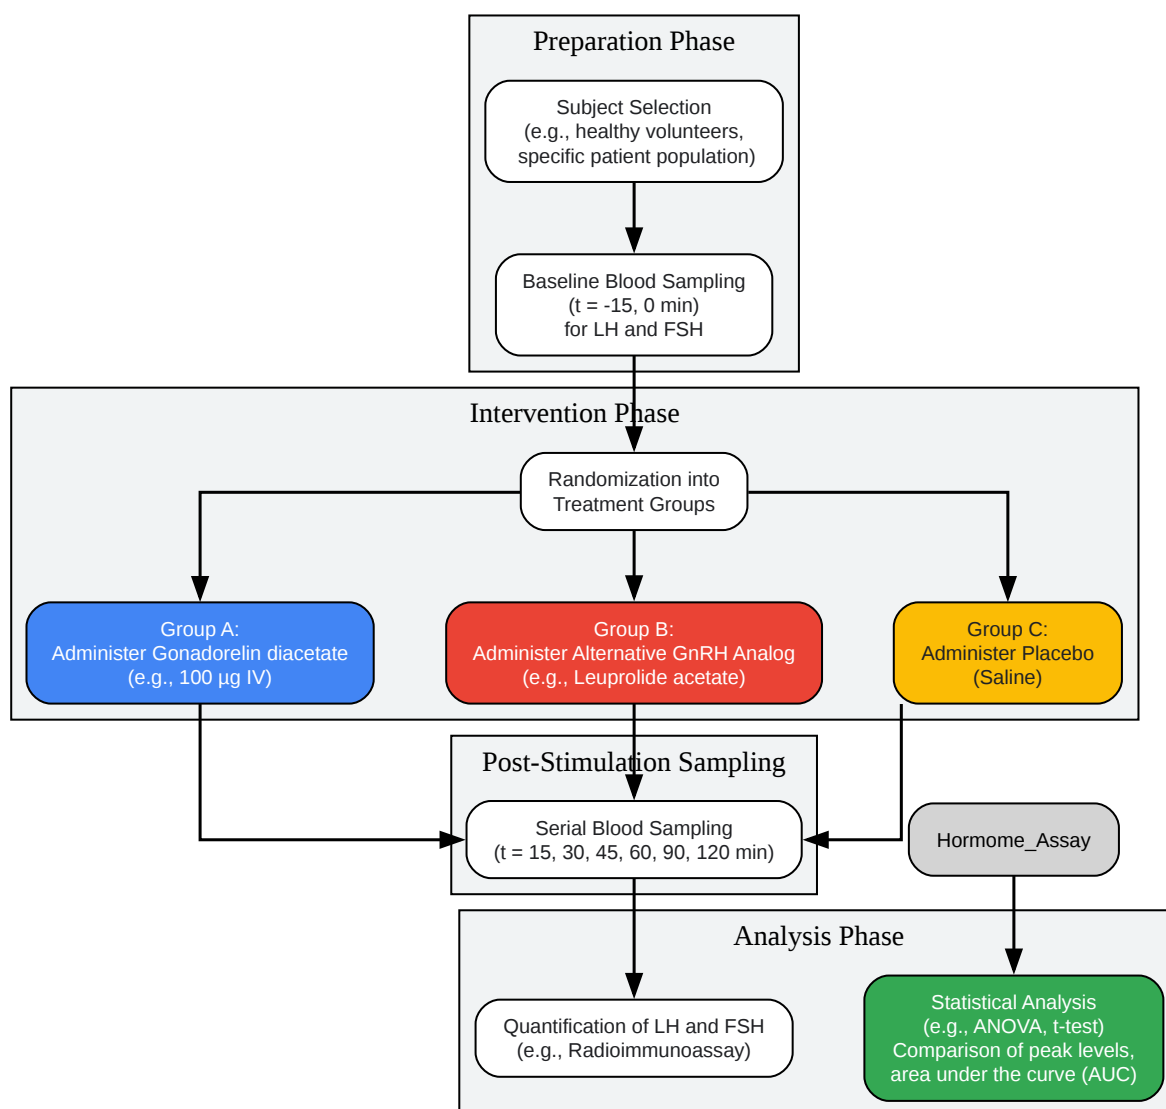 Preparation Phase
Subject Selection
(e.g., healthy volunteers,
specific patient population)
Baseline Blood Sampling
(t = -15, 0 min)
for LH and FSH
Intervention Phase
Randomization into
Treatment Groups
Group A:
Administer Gonadorelin diacetate
(e.g., 100 µg IV)
Group B:
Administer Alternative GnRH Analog
(e.g., Leuprolide acetate)
Group C:
Administer Placebo
(Saline)
Post-Stimulation Sampling
Serial Blood Sampling
(t = 15, 30, 45, 60, 90, 120 min)
Hormome_Assay
Analysis Phase
Quantification of LH and FSH
(e.g., Radioimmunoassay)
Statistical Analysis
(e.g., ANOVA, t-test)
Comparison of peak levels,
area under the curve (AUC)